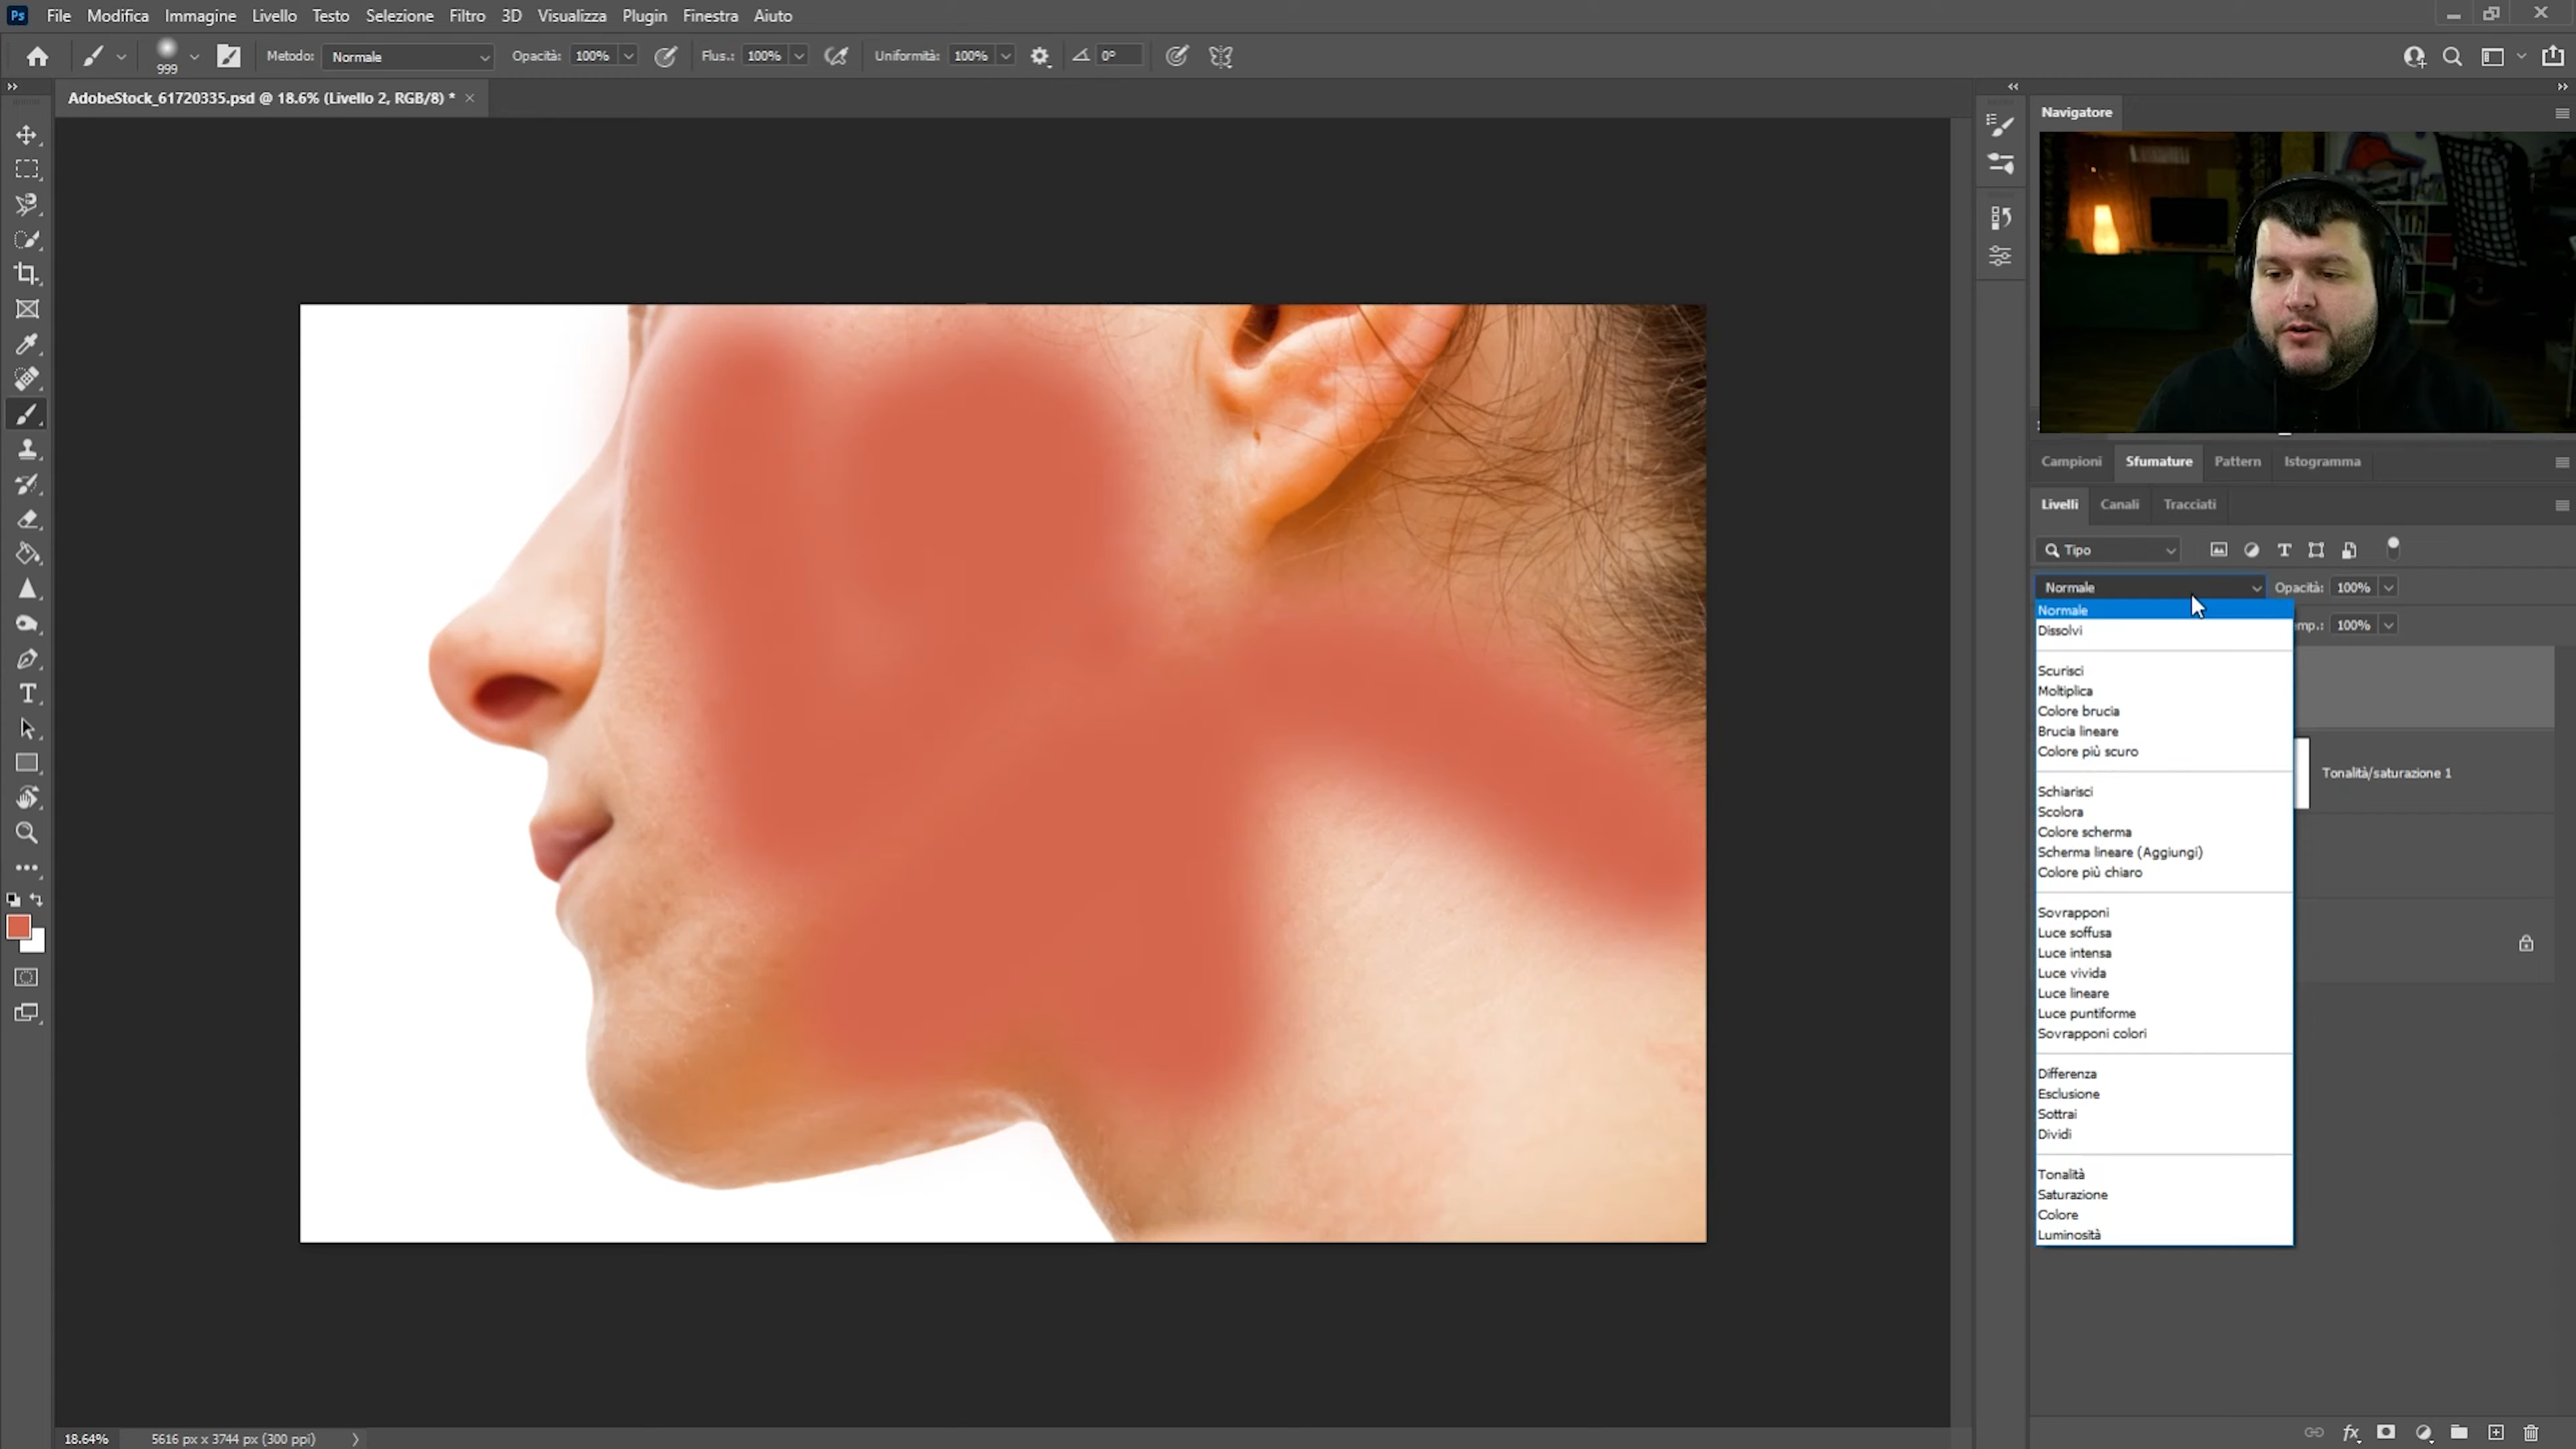 Ps File Modifica Immagine Livello Testo Selezione Filtro 3D Visualizza Plugin Finestra Aiuto
999 Metodo: Normale Opacità: 100% Flus.: 100% Uniformità: 100% 0°
AdobeStock_61720335.psd @ 18.6% (Livello 2, RGB/8) *
Navigatore
Campioni Sfumature Pattern Istogramma
Livelli Canali Tracciati
Tipo
Normale Opacità: 100%
Normale
mp.: 100%
Dissolvi
Scurisci
Moltiplica
Colore brucia
Brucia lineare
Colore più scuro
Tonalità/saturazione 1
Schiarisci
Scolora
Colore scherma
Scherma lineare (Aggiungi)
Colore più chiaro
Sovrapponi
Luce soffusa
Luce intensa
Luce vivida
Luce lineare
Luce puntiforme
Sovrapponi colori
Differenza
Esclusione
Sottrai
Dividi
Tonalità
Saturazione
Colore
Luminosità
18.64% 5616 px x 3744 px (300 ppi)
fx